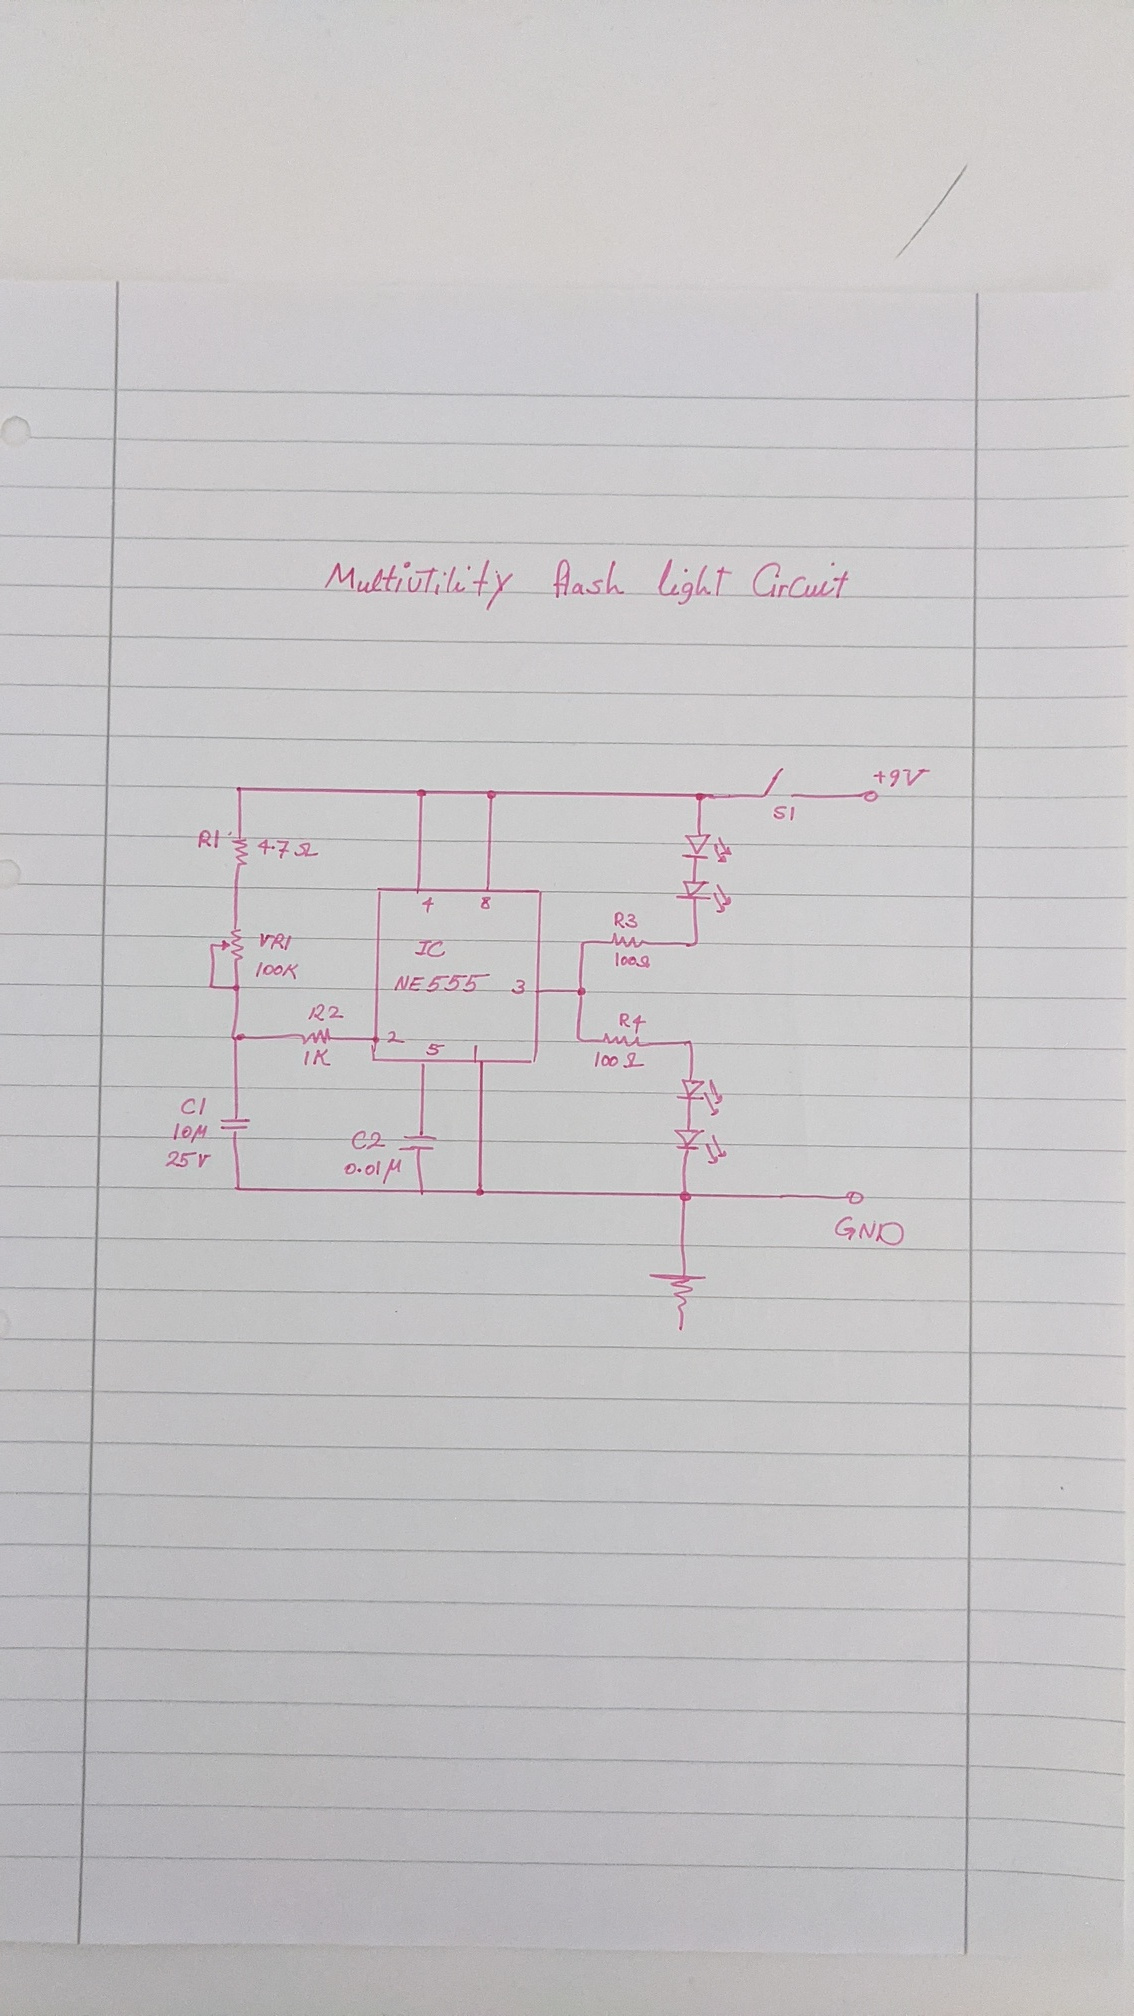 Multiutility flash light Circuit
+9V
S1
R1 4.7Ω
4 8
R3
100Ω
VR1
100K
IC
NE555 3
R2
1K
2
5 1
R4
100Ω
C1
10µ
25V
C2
0.01µ
GND